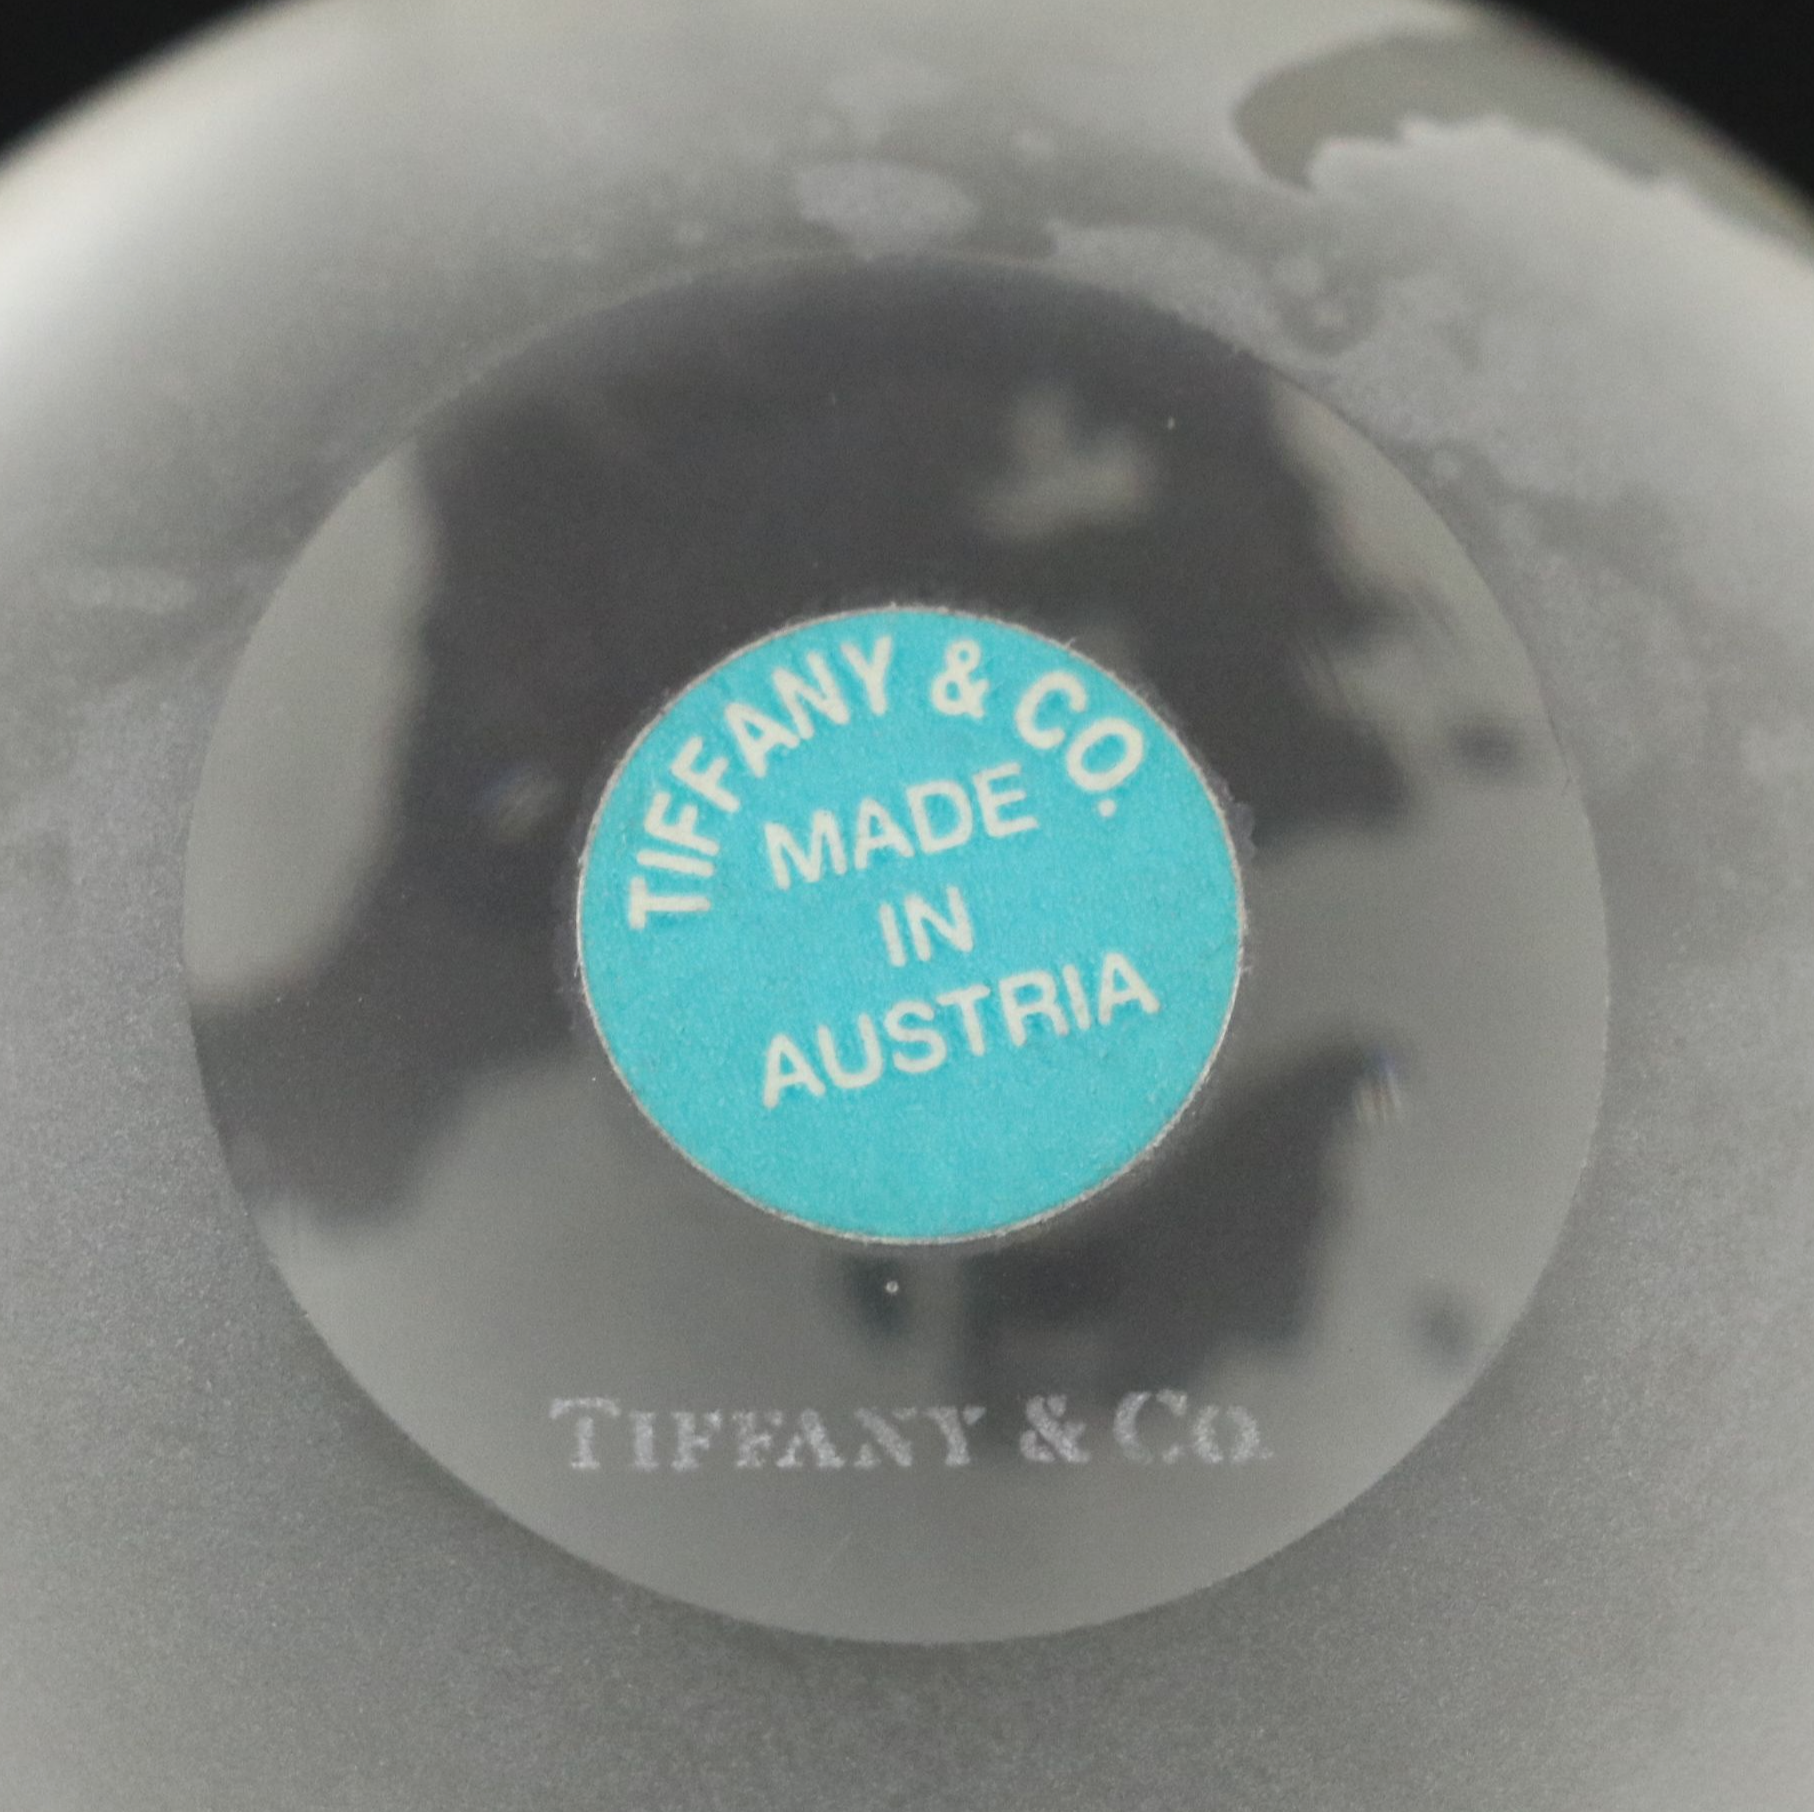 TIFFANY & CO.
MADE
IN
AUSTRIA
TIFFANY & CO.